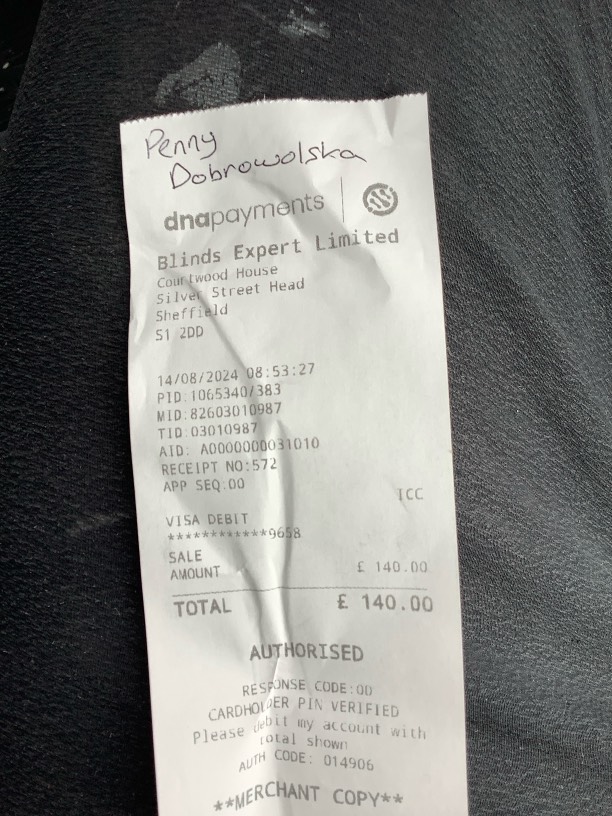 Penny
Dobrowolska
dnapayments
Blinds Expert Limited
Courtwood House
Silver Street Head
Sheffield
S1 2DD
14/08/2024 08:53:27
PID:1065340/383
MID:82603010987
TID:03010987
AID: A0000000031010
RECEIPT NO:572
APP SEQ:00
ICC
VISA DEBIT
************9658
SALE
AMOUNT £ 140.00
TOTAL £ 140.00
AUTHORISED
RESPONSE CODE:00
CARDHOLDER PIN VERIFIED
Please debit my account with
total shown
AUTH CODE: 014906
**MERCHANT COPY**